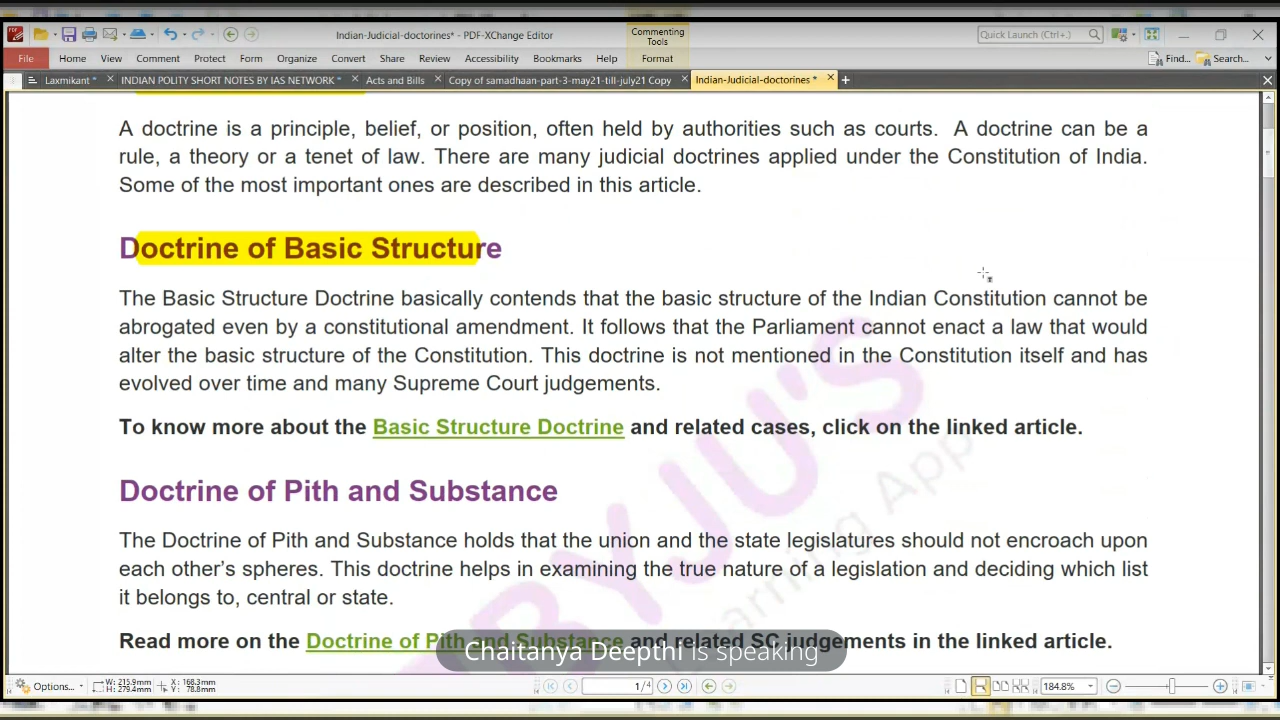 Indian-Judicial-doctorines* - PDF-XChange Editor
Commenting Tools
Quick Launch (Ctrl+.)
File Home View Comment Protect Form Organize Convert Share Review Accessibility Bookmarks Help Format Find... Search...
Laxmikant * × INDIAN POLITY SHORT NOTES BY IAS NETWORK * × Acts and Bills × Copy of samadhaan-part-3-may21-till-july21 Copy × Indian-Judicial-doctorines * × +
A doctrine is a principle, belief, or position, often held by authorities such as courts. A doctrine can be a
rule, a theory or a tenet of law. There are many judicial doctrines applied under the Constitution of India.
Some of the most important ones are described in this article.
Doctrine of Basic Structure
The Basic Structure Doctrine basically contends that the basic structure of the Indian Constitution cannot be
abrogated even by a constitutional amendment. It follows that the Parliament cannot enact a law that would
alter the basic structure of the Constitution. This doctrine is not mentioned in the Constitution itself and has
evolved over time and many Supreme Court judgements.
To know more about the Basic Structure Doctrine and related cases, click on the linked article.
Doctrine of Pith and Substance
The Doctrine of Pith and Substance holds that the union and the state legislatures should not encroach upon
each other's spheres. This doctrine helps in examining the true nature of a legislation and deciding which list
it belongs to, central or state.
Read more on the Doctrine of Pith and Substance and related SC judgements in the linked article.
BYJU'S
Learning App
Chaitanya Deepthi is speaking
Options... W: 215.9mm H: 279.4mm X: 168.3mm Y: 78.8mm 1/4 184.8%